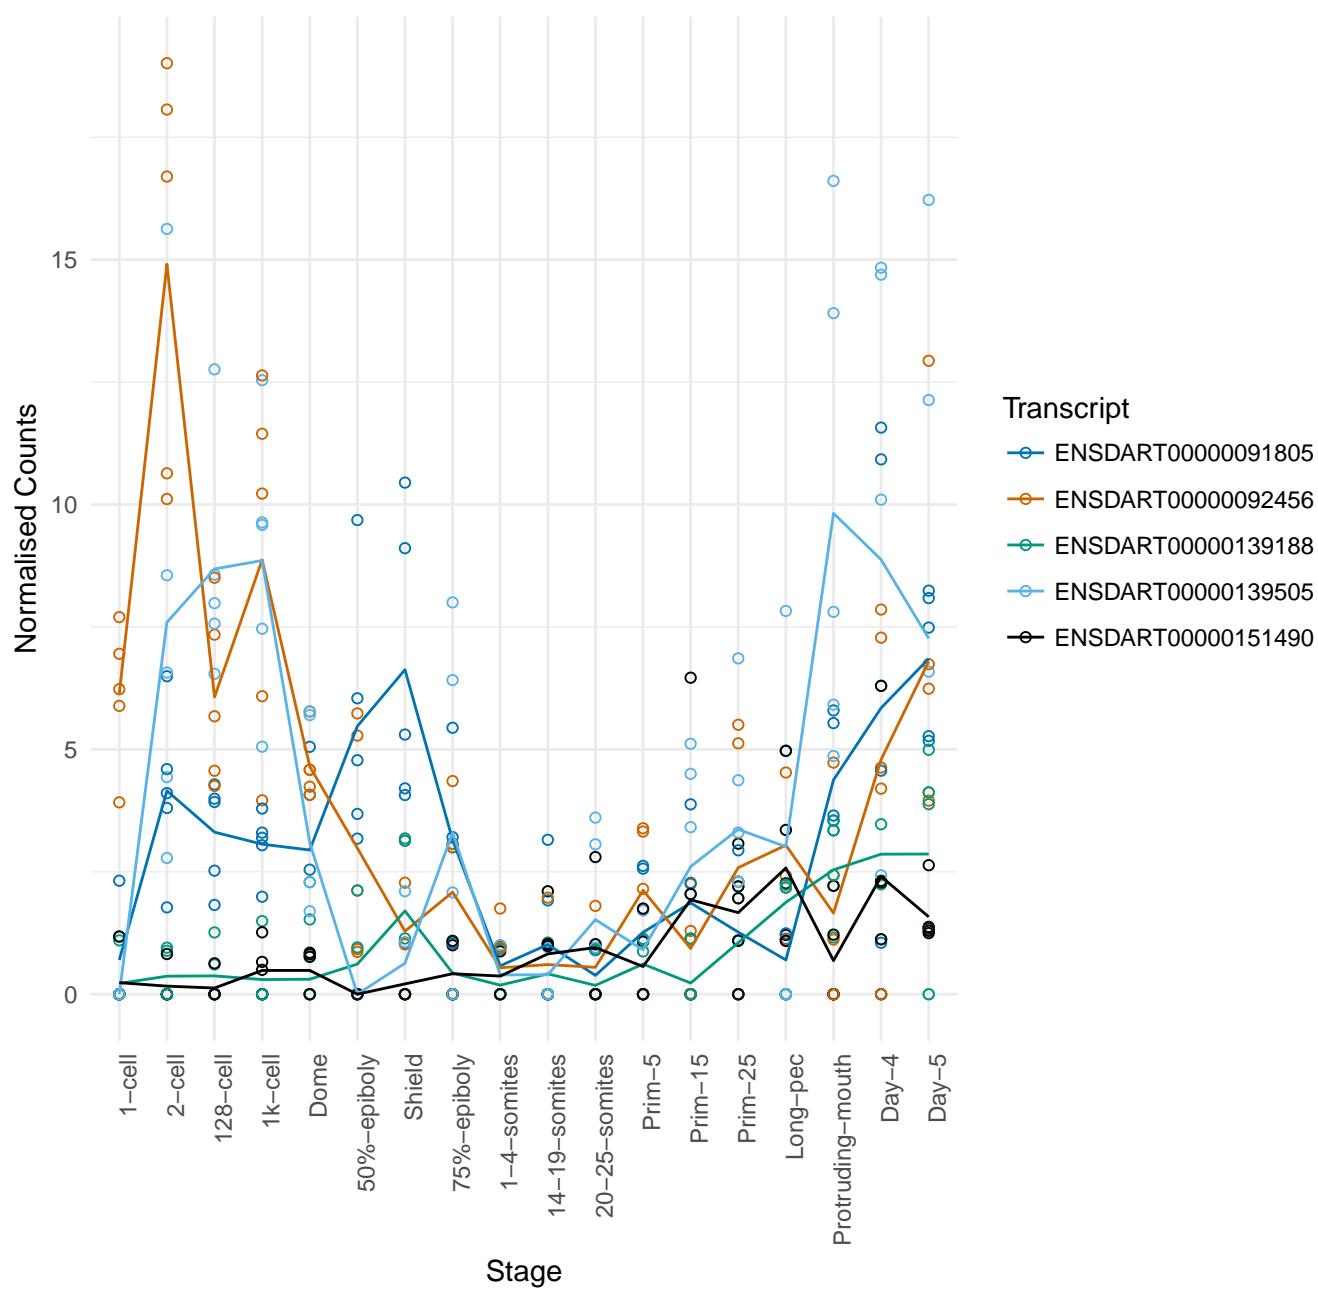 Normalised Counts
15
10
5
0
1−cell
2−cell
128−cell
1k−cell
Dome
50%−epiboly
Shield
75%−epiboly
1−4−somites
14−19−somites
20−25−somites
Prim−5
Prim−15
Prim−25
Long−pec
Protruding−mouth
Day−4
Day−5
Stage
Transcript
ENSDART00000091805
ENSDART00000092456
ENSDART00000139188
ENSDART00000139505
ENSDART00000151490